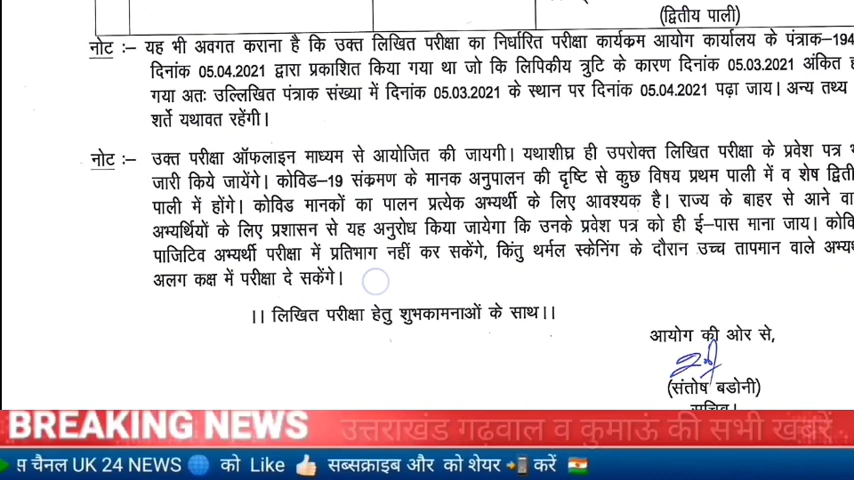 (द्वितीय पाली)
नोट :– यह भी अवगत कराना है कि उक्त लिखित परीक्षा का निर्धारित परीक्षा कार्यक्रम आयोग कार्यालय के पंत्राक–194
दिनांक 05.04.2021 द्वारा प्रकाशित किया गया था जो कि लिपिकीय त्रुटि के कारण दिनांक 05.03.2021 अंकित
गया अतः उल्लिखित पंत्राक संख्या में दिनांक 05.03.2021 के स्थान पर दिनांक 05.04.2021 पढ़ा जाय। अन्य तथ्य
शर्ते यथावत रहेंगी।
नोट :– उक्त परीक्षा ऑफलाइन माध्यम से आयोजित की जायगी। यथाशीघ्र ही उपरोक्त लिखित परीक्षा के प्रवेश पत्र
जारी किये जायेंगे। कोविड–19 संक्रमण के मानक अनुपालन की दृष्टि से कुछ विषय प्रथम पाली में व शेष द्विती
पाली में होंगे। कोविड मानकों का पालन प्रत्येक अभ्यर्थी के लिए आवश्यक है। राज्य के बाहर से आने वा
अभ्यर्थियों के लिए प्रशासन से यह अनुरोध किया जायेगा कि उनके प्रवेश पत्र को ही ई–पास माना जाय। कोवि
पाजिटिव अभ्यर्थी परीक्षा में प्रतिभाग नहीं कर सकेंगे, किंतु थर्मल स्केनिंग के दौरान उच्च तापमान वाले अभ्यर्
अलग कक्ष में परीक्षा दे सकेंगे।
।। लिखित परीक्षा हेतु शुभकामनाओं के साथ।।
आयोग की ओर से,
(संतोष बडोनी)
सचिव।
BREAKING NEWS उत्तराखंड गढ़वाल व कुमाऊं की सभी खबरें
चैनल UK 24 NEWS को Like सब्सक्राइब और को शेयर करें